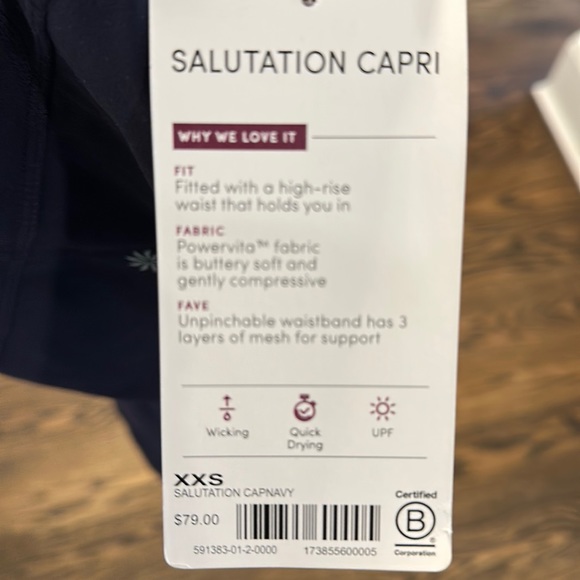 SALUTATION CAPRI
WHY WE LOVE IT
FIT
Fitted with a high-rise
waist that holds you in
FABRIC
Powervita™ fabric
is buttery soft and
gently compressive
FAVE
Unpinchable waistband has 3
layers of mesh for support
Wicking
Quick
Drying
UPF
XXS
SALUTATION CAPNAVY
$79.00
591383-01-2-0000
173855600005
Certified
B
®
Corporation